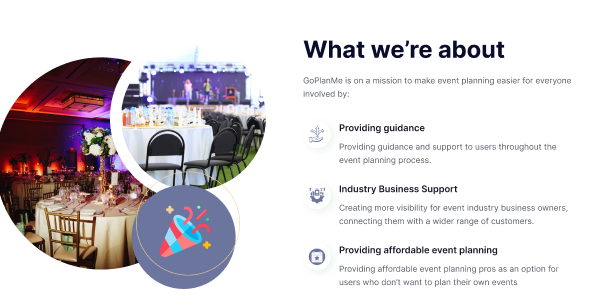 What we’re about
GoPlanMe is on a mission to make event planning easier for everyone
involved by:
Providing guidance
Providing guidance and support to users throughout the
event planning process.
Industry Business Support
Creating more visibility for event industry business owners,
connecting them with a wider range of customers.
Providing affordable event planning
Providing affordable event planning pros as an option for
users who don’t want to plan their own events